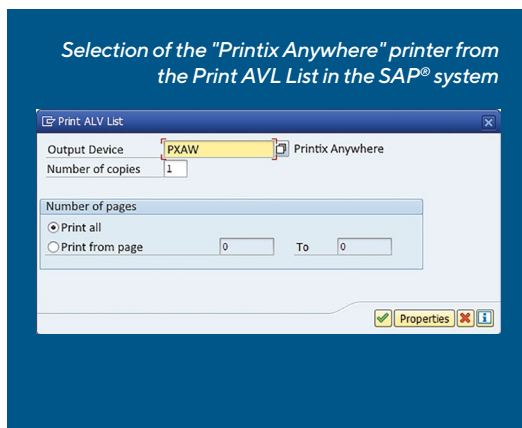 Selection of the "Printix Anywhere" printer from
the Print AVL List in the SAP® system
Print ALV List
Output Device PXAW Printix Anywhere
Number of copies 1
Number of pages
Print all
Print from page 0 To 0
Properties